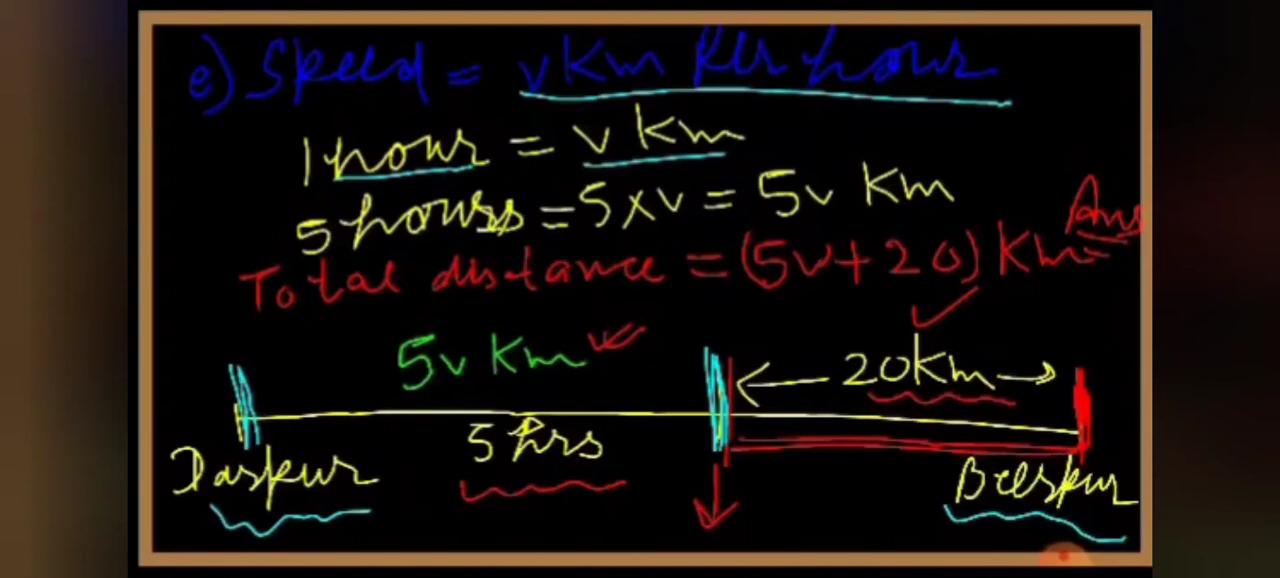 e) Speed = v Km Per hour
1 hour = v Km
5 hours = 5xv = 5v Km
Ans
Total distance = (5v+20) Km
5v Km
20Km
5 hrs
Daspur
Beespur